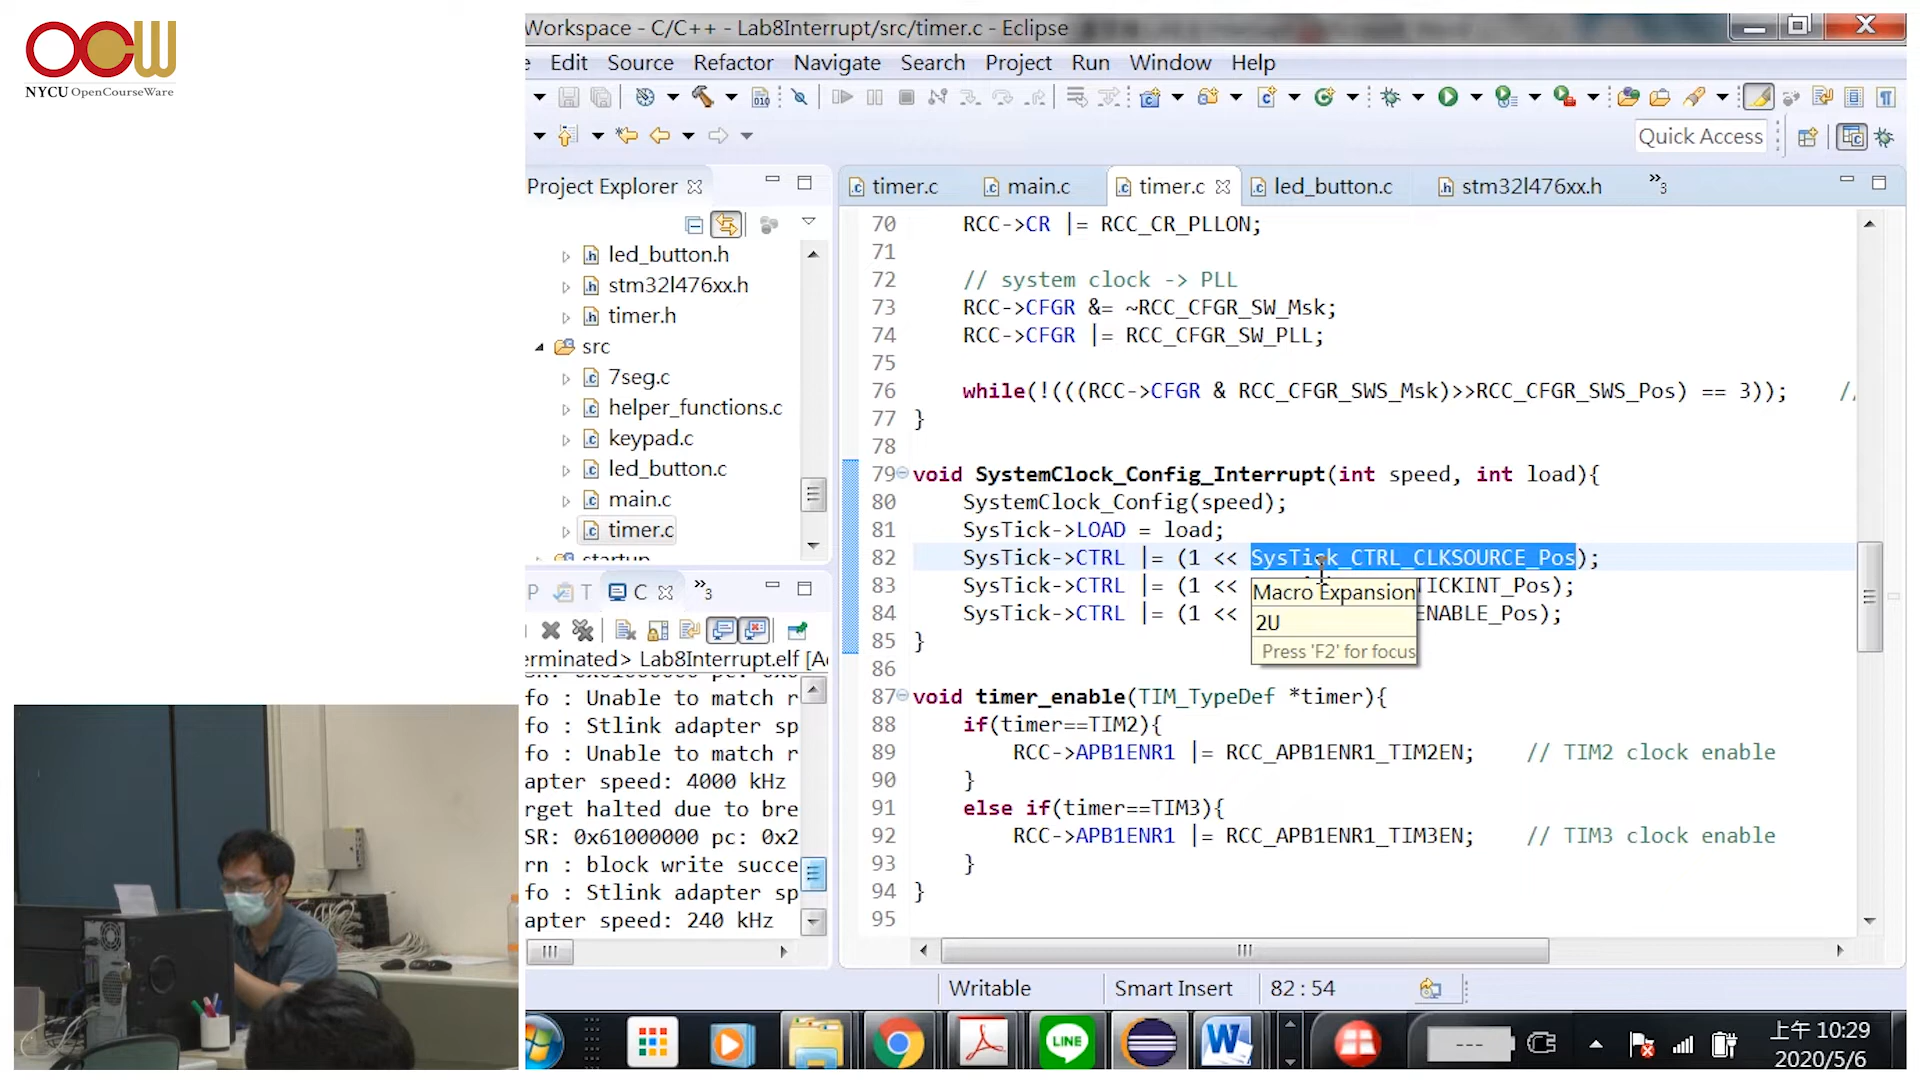 OCW
NYCU OpenCourseWare
Workspace - C/C++ - Lab8Interrupt/src/timer.c - Eclipse
e Edit Source Refactor Navigate Search Project Run Window Help
Quick Access
Project Explorer
led_button.h
stm32l476xx.h
timer.h
src
7seg.c
helper_functions.c
keypad.c
led_button.c
main.c
timer.c
startup
P T C 3
erminated> Lab8Interrupt.elf [A
fo : Unable to match r
fo : Stlink adapter sp
fo : Unable to match r
apter speed: 4000 kHz
rget halted due to bre
SR: 0x61000000 pc: 0x2
rn : block write succe
fo : Stlink adapter sp
apter speed: 240 kHz
timer.c main.c timer.c led_button.c stm32l476xx.h 3
70 RCC->CR |= RCC_CR_PLLON;
71
72 // system clock -> PLL
73 RCC->CFGR &= ~RCC_CFGR_SW_Msk;
74 RCC->CFGR |= RCC_CFGR_SW_PLL;
75
76 while(!(((RCC->CFGR & RCC_CFGR_SWS_Msk)>>RCC_CFGR_SWS_Pos) == 3)); //
77 }
78
79 void SystemClock_Config_Interrupt(int speed, int load){
80 SystemClock_Config(speed);
81 SysTick->LOAD = load;
82 SysTick->CTRL |= (1 << SysTick_CTRL_CLKSOURCE_Pos);
83 SysTick->CTRL |= (1 << TICKINT_Pos);
84 SysTick->CTRL |= (1 << ENABLE_Pos);
85 }
Macro Expansion
2U
Press 'F2' for focus
86
87 void timer_enable(TIM_TypeDef *timer){
88 if(timer==TIM2){
89 RCC->APB1ENR1 |= RCC_APB1ENR1_TIM2EN; // TIM2 clock enable
90 }
91 else if(timer==TIM3){
92 RCC->APB1ENR1 |= RCC_APB1ENR1_TIM3EN; // TIM3 clock enable
93 }
94 }
95
Writable Smart Insert 82 : 54
LINE
W
---
上午 10:29
2020/5/6